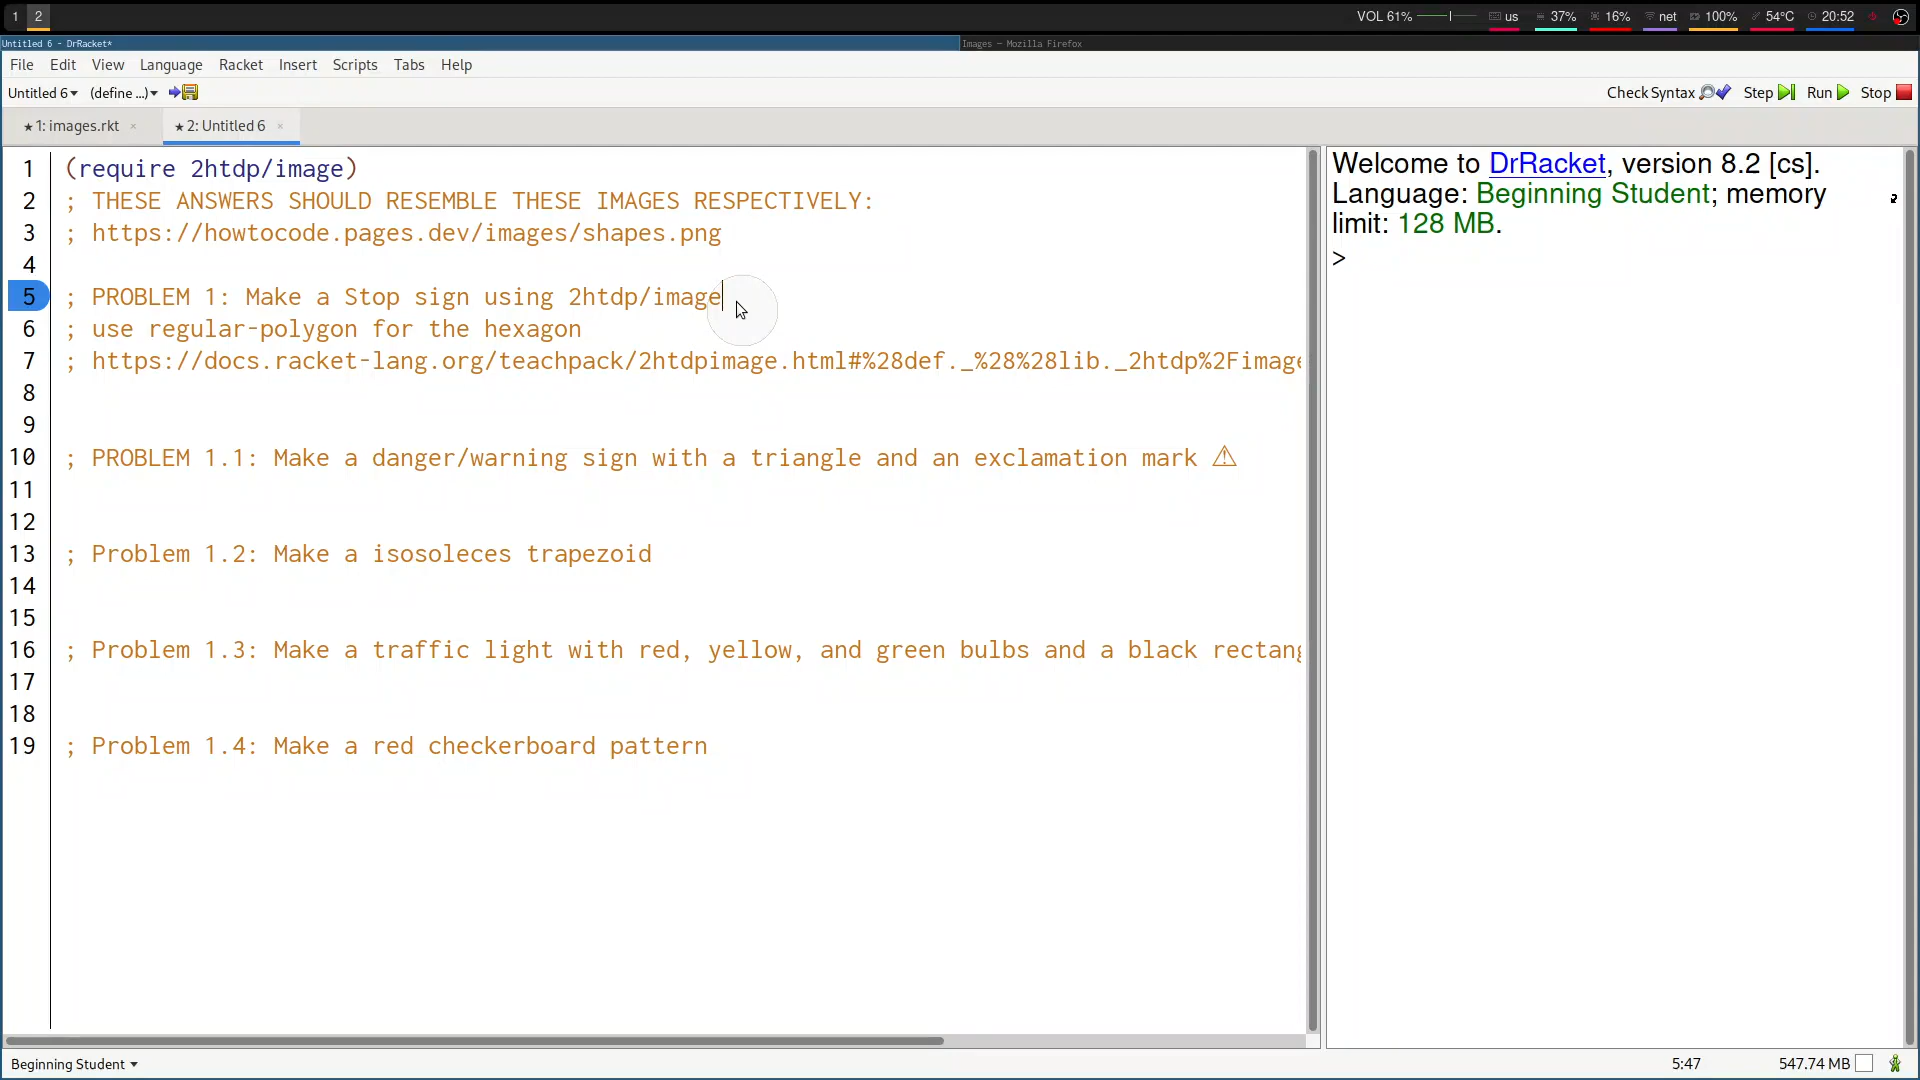 1 2 VOL 61% us 37% 16% net 100% 54°C 20:52
Untitled 6 - DrRacket* Images — Mozilla Firefox
File Edit View Language Racket Insert Scripts Tabs Help
Untitled 6 (define ...) Check Syntax Step Run Stop
★1: images.rkt × ★2: Untitled 6 ×
1 (require 2htdp/image)
2 ; THESE ANSWERS SHOULD RESEMBLE THESE IMAGES RESPECTIVELY:
3 ; https://howtocode.pages.dev/images/shapes.png
4
5 ; PROBLEM 1: Make a Stop sign using 2htdp/image
6 ; use regular-polygon for the hexagon
7 ; https://docs.racket-lang.org/teachpack/2htdpimage.html#%28def._%28%28lib._2htdp%2Fimage
8
9
10 ; PROBLEM 1.1: Make a danger/warning sign with a triangle and an exclamation mark ⚠
11
12
13 ; Problem 1.2: Make a isosoleces trapezoid
14
15
16 ; Problem 1.3: Make a traffic light with red, yellow, and green bulbs and a black rectang
17
18
19 ; Problem 1.4: Make a red checkerboard pattern
Welcome to DrRacket, version 8.2 [cs].
Language: Beginning Student; memory
limit: 128 MB.
>
Beginning Student 5:47 547.74 MB